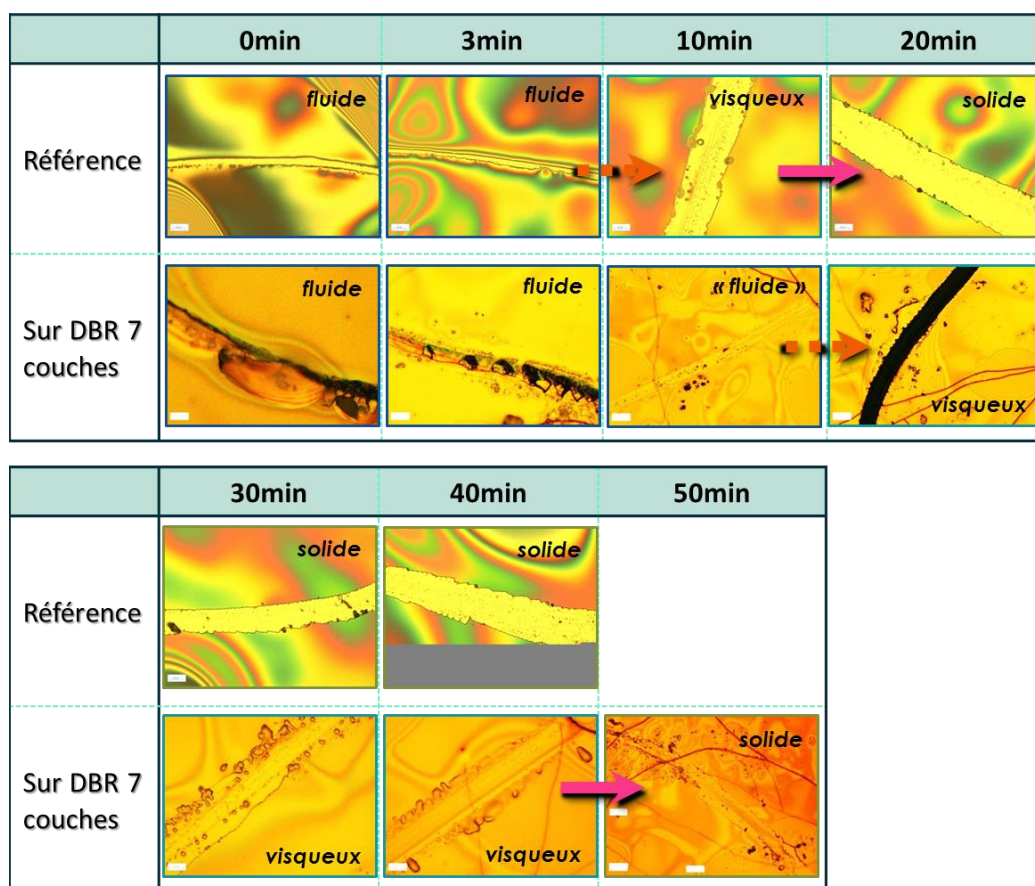 0min 3min 10min 20min
Référence fluide fluide visqueux solide
Sur DBR 7 couches fluide fluide « fluide » visqueux
30min 40min 50min
Référence solide solide
Sur DBR 7 couches visqueux visqueux solide